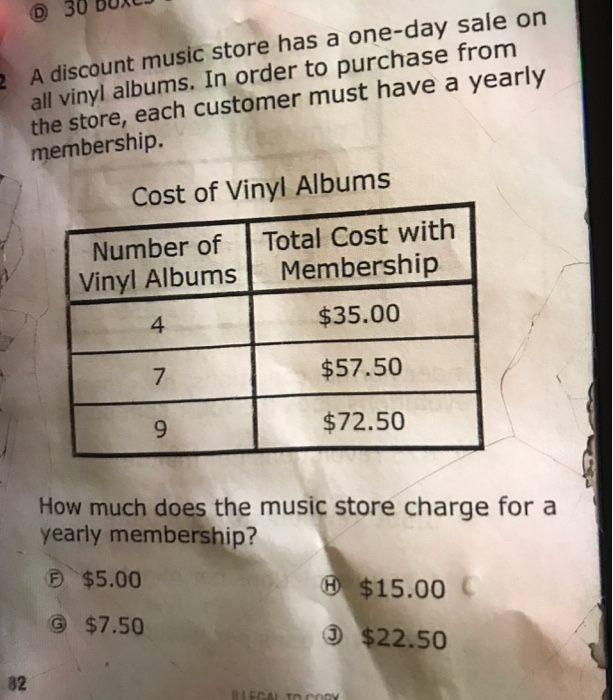 D 30
2 A discount music store has a one-day sale on
all vinyl albums. In order to purchase from
the store, each customer must have a yearly
membership.
Cost of Vinyl Albums
Number of Vinyl Albums
Total Cost with Membership
4 $35.00
7 $57.50
9 $72.50
How much does the music store charge for a
yearly membership?
F $5.00
H $15.00
G $7.50
J $22.50
82
ILLEGAL TO COPY